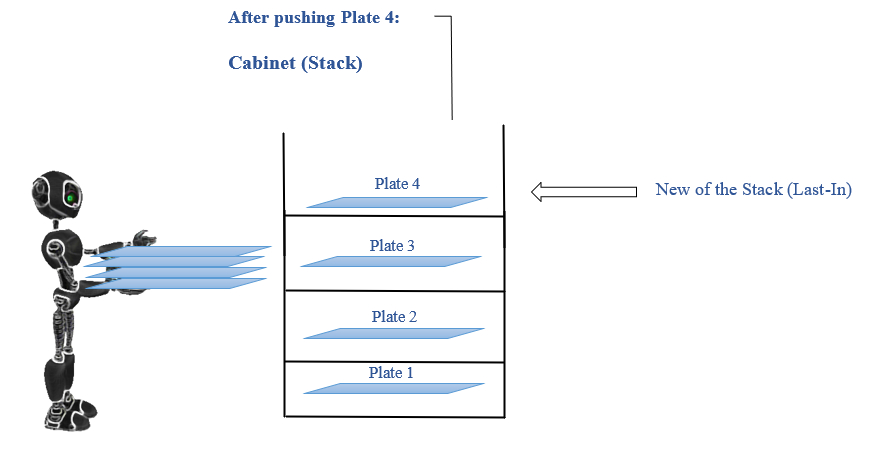 After pushing Plate 4:
Cabinet (Stack)
Plate 4
New of the Stack (Last-In)
Plate 3
Plate 2
Plate 1